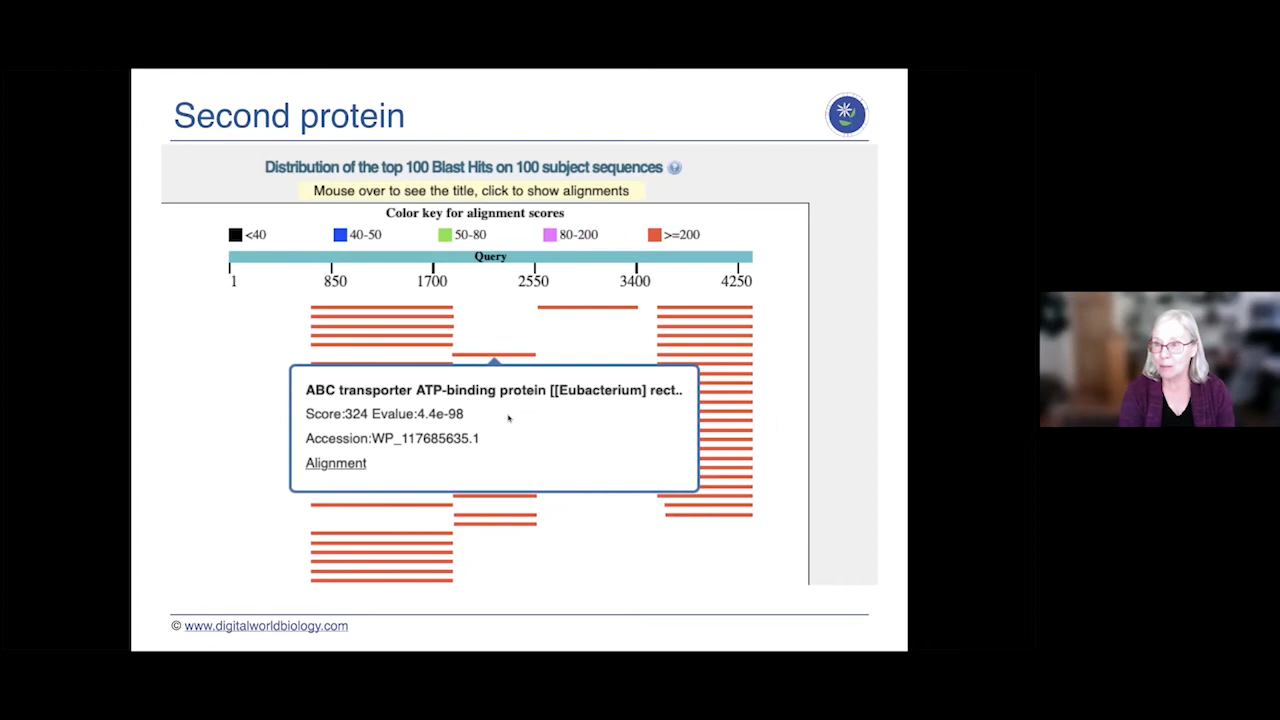 Second protein
Distribution of the top 100 Blast Hits on 100 subject sequences ?
Mouse over to see the title, click to show alignments
Color key for alignment scores
<40 40-50 50-80 80-200 >=200
Query
1 850 1700 2550 3400 4250
ABC transporter ATP-binding protein [[Eubacterium] rect..
Score:324 Evalue:4.4e-98
Accession:WP_117685635.1
Alignment
© www.digitalworldbiology.com